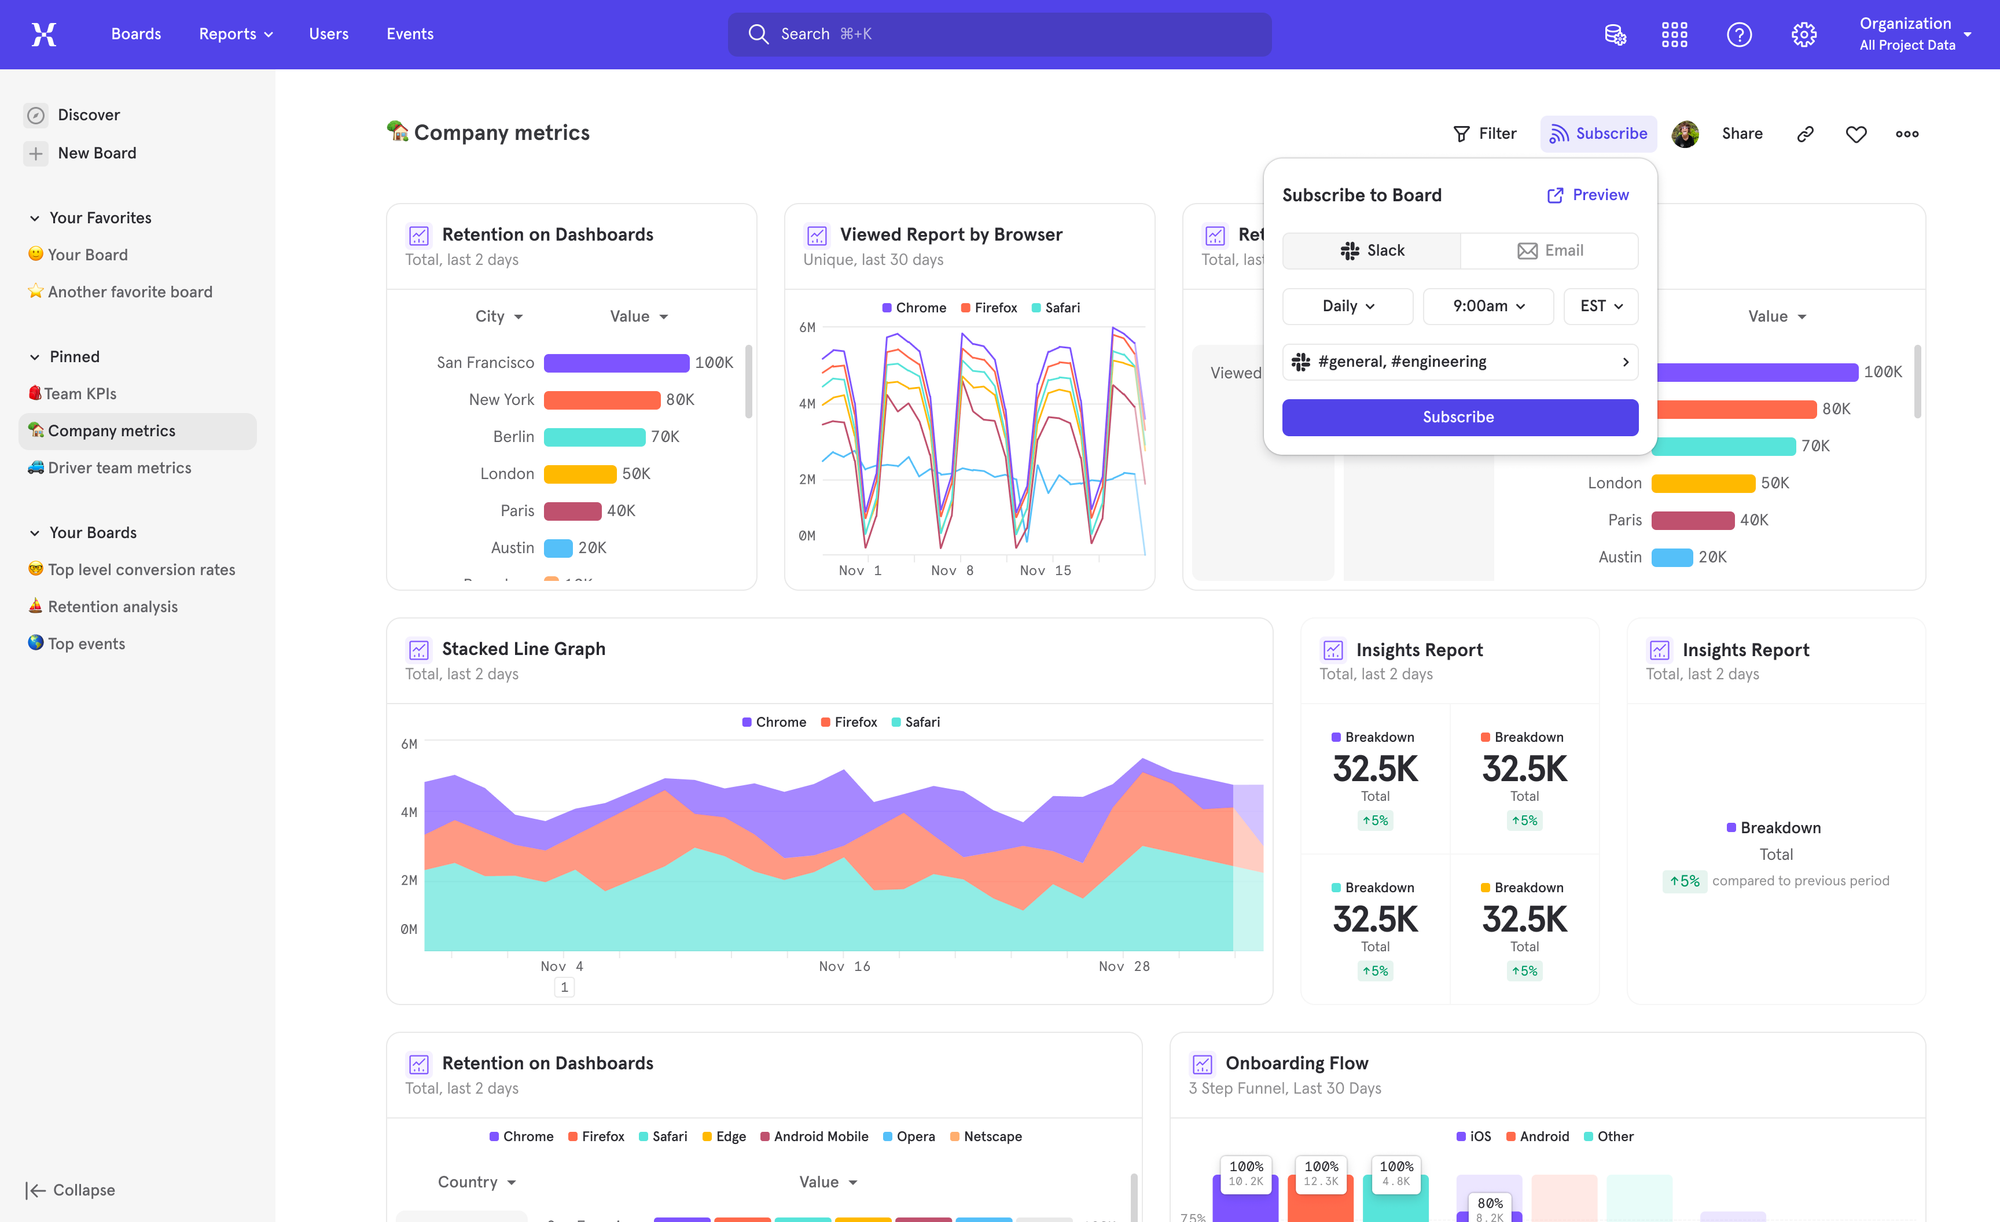 Boards
Reports
Users
Events
Search ⌘+K
Organization
All Project Data
Discover
New Board
Your Favorites
Your Board
Another favorite board
Pinned
Team KPIs
Company metrics
Driver team metrics
Your Boards
Top level conversion rates
Retention analysis
Top events
Collapse
Company metrics
Filter
Subscribe
Share
Subscribe to Board
Preview
Slack
Email
Daily
9:00am
EST
#general, #engineering
Subscribe
Retention on Dashboards
Total, last 2 days
City
Value
San Francisco 100K
New York 80K
Berlin 70K
London 50K
Paris 40K
Austin 20K
Viewed Report by Browser
Unique, last 30 days
Chrome Firefox Safari
6M
4M
2M
0M
Nov 1 Nov 8 Nov 15
Total,
Viewed
Value
100K
80K
70K
London 50K
Paris 40K
Austin 20K
Stacked Line Graph
Total, last 2 days
Chrome Firefox Safari
6M
4M
2M
0M
Nov 4 Nov 16 Nov 28
1
Insights Report
Total, last 2 days
Breakdown
32.5K
Total
↑5%
Breakdown
32.5K
Total
↑5%
Breakdown
32.5K
Total
↑5%
Breakdown
32.5K
Total
↑5%
Insights Report
Total, last 2 days
Breakdown
Total
↑5% compared to previous period
Retention on Dashboards
Total, last 2 days
Chrome Firefox Safari Edge Android Mobile Opera Netscape
Country
Value
Onboarding Flow
3 Step Funnel, Last 30 Days
iOS Android Other
100%
10.2K
100%
12.3K
100%
4.8K
80%
8.2K
75%